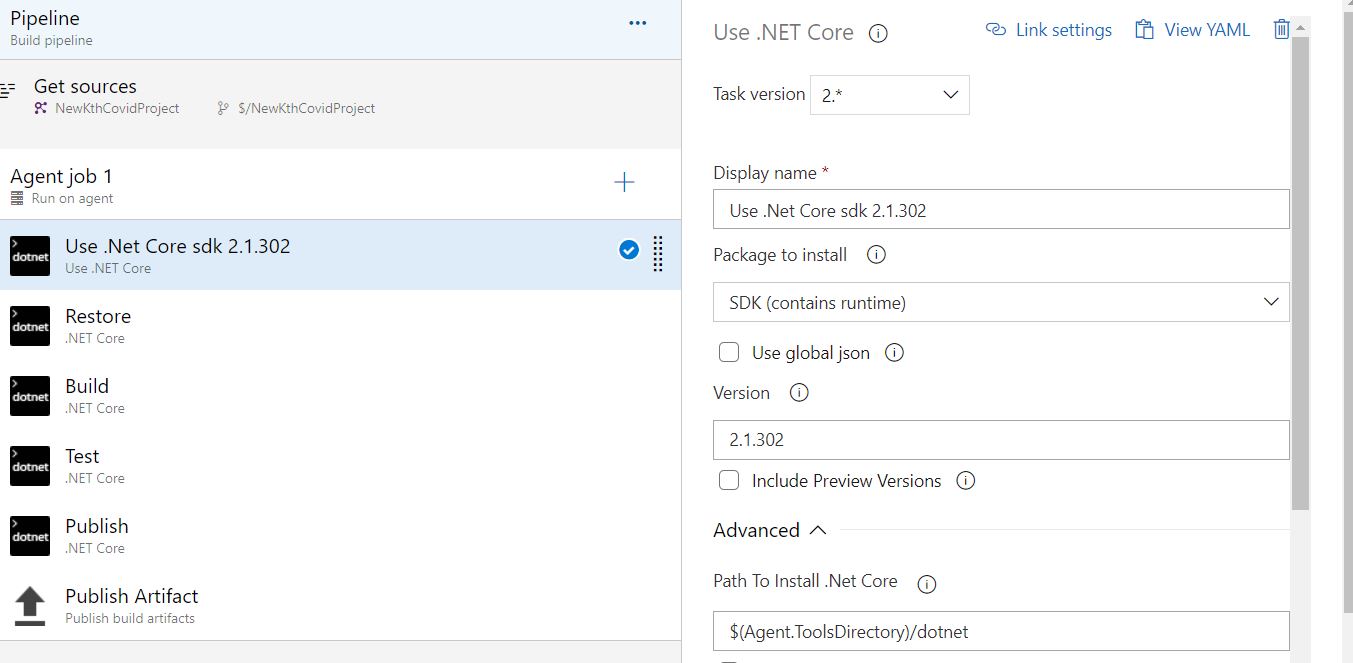 Pipeline
...
Build pipeline
Get sources
NewKthCovidProject $/NewKthCovidProject
Agent job 1
Run on agent
dotnet
Use .Net Core sdk 2.1.302
Use .NET Core
dotnet
Restore
.NET Core
dotnet
Build
.NET Core
dotnet
Test
.NET Core
dotnet
Publish
.NET Core
Publish Artifact
Publish build artifacts
Use .NET Core
Link settings
View YAML
Task version 2.*
Display name *
Use .Net Core sdk 2.1.302
Package to install
SDK (contains runtime)
Use global json
Version
2.1.302
Include Preview Versions
Advanced
Path To Install .Net Core
$(Agent.ToolsDirectory)/dotnet